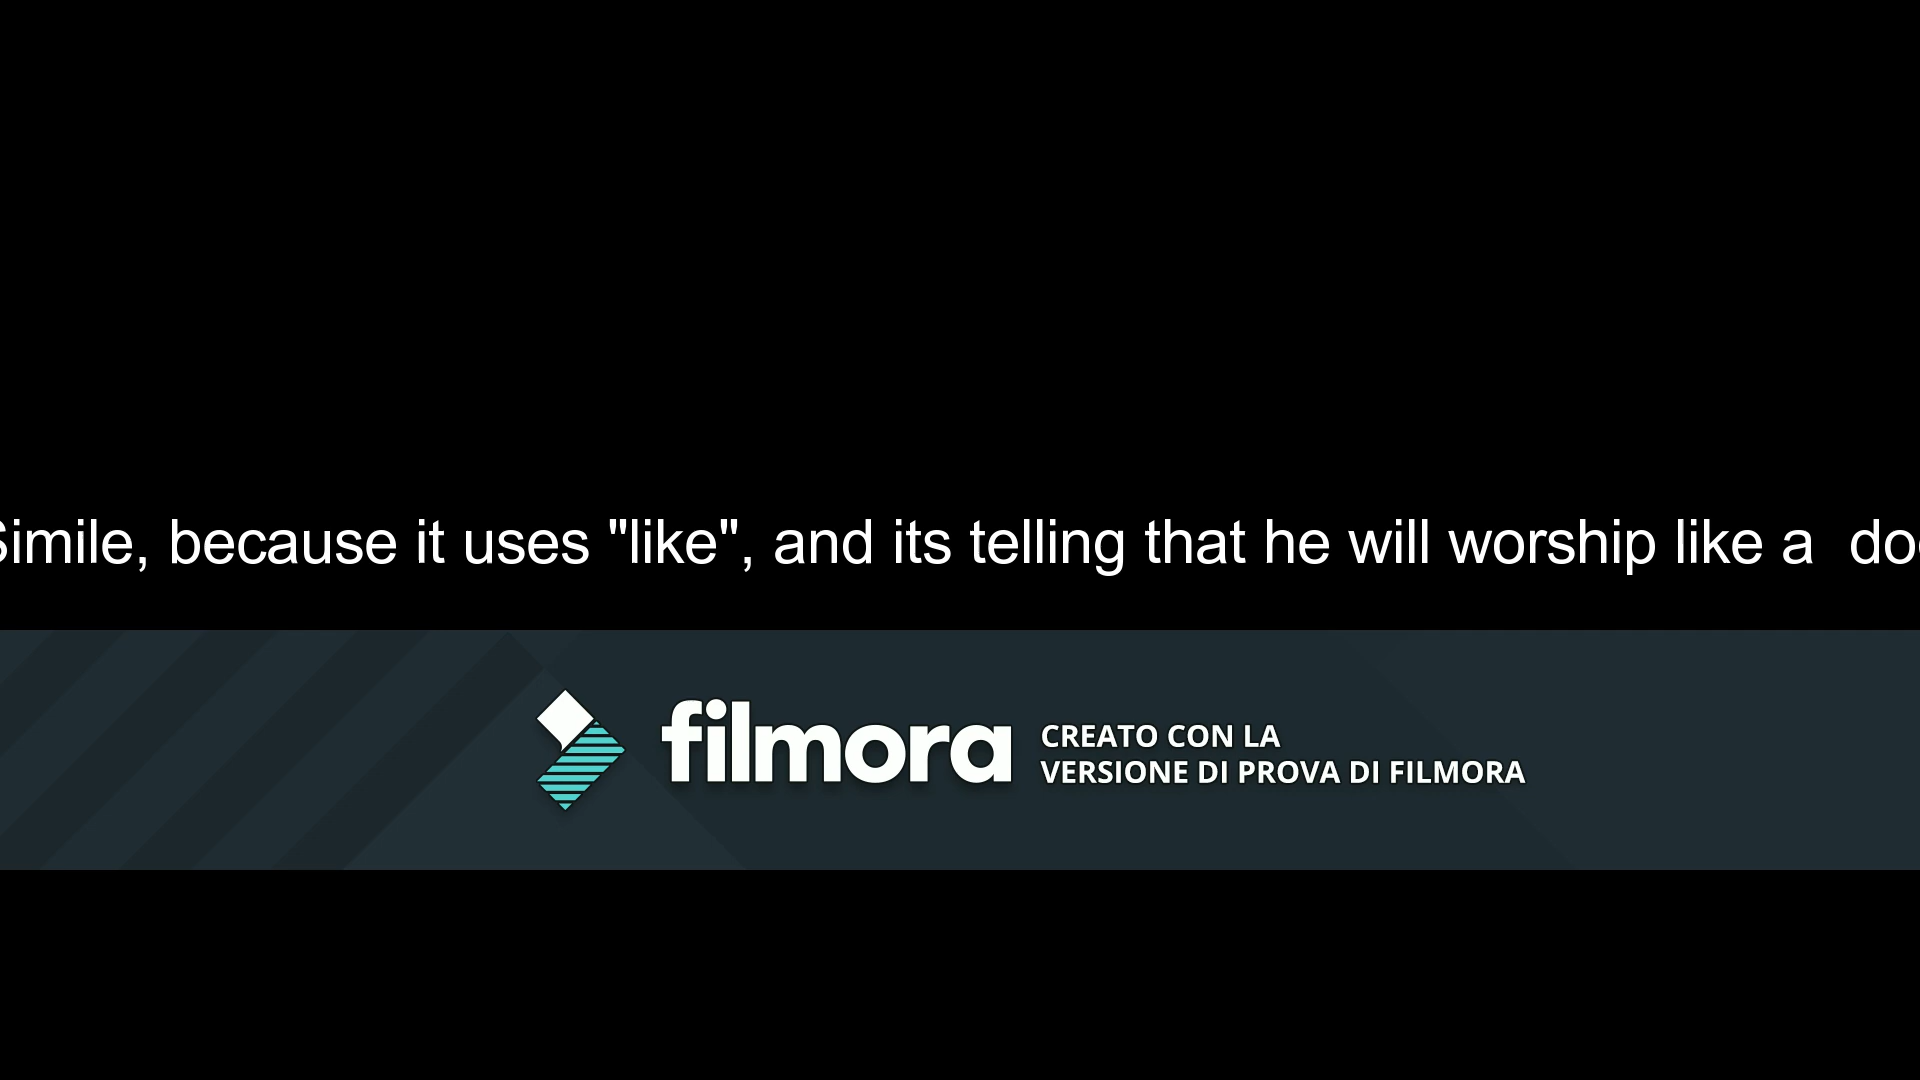 Simile, because it uses "like", and its telling that he will worship like a
filmora
CREATO CON LA
VERSIONE DI PROVA DI FILMORA